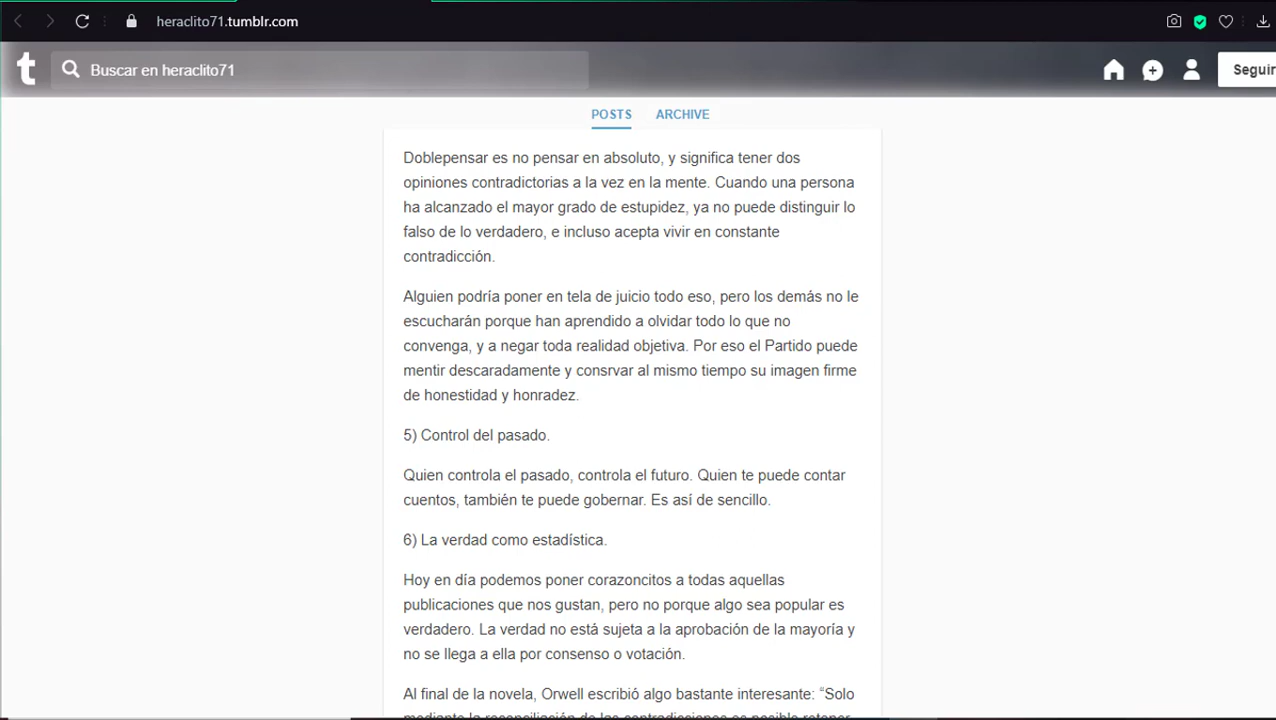 heraclito71.tumblr.com
t
Buscar en heraclito71
Seguir
POSTS ARCHIVE
Doblepensar es no pensar en absoluto, y significa tener dos
opiniones contradictorias a la vez en la mente. Cuando una persona
ha alcanzado el mayor grado de estupidez, ya no puede distinguir lo
falso de lo verdadero, e incluso acepta vivir en constante
contradicción.
Alguien podría poner en tela de juicio todo eso, pero los demás no le
escucharán porque han aprendido a olvidar todo lo que no
convenga, y a negar toda realidad objetiva. Por eso el Partido puede
mentir descaradamente y consrvar al mismo tiempo su imagen firme
de honestidad y honradez.
5) Control del pasado.
Quien controla el pasado, controla el futuro. Quien te puede contar
cuentos, también te puede gobernar. Es así de sencillo.
6) La verdad como estadística.
Hoy en día podemos poner corazoncitos a todas aquellas
publicaciones que nos gustan, pero no porque algo sea popular es
verdadero. La verdad no está sujeta a la aprobación de la mayoría y
no se llega a ella por consenso o votación.
Al final de la novela, Orwell escribió algo bastante interesante: “Solo
mediante la reconciliación de las contradicciones es posible retener